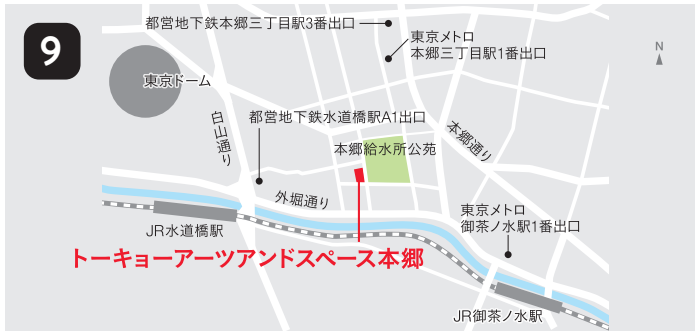 9
都営地下鉄本郷三丁目駅3番出口
東京メトロ
本郷三丁目駅1番出口
N
東京ドーム
白山通り
都営地下鉄水道橋駅A1出口
本郷給水所公苑
本郷通り
外堀通り
東京メトロ
御茶ノ水駅1番出口
JR水道橋駅
トーキョーアーツアンドスペース本郷
JR御茶ノ水駅